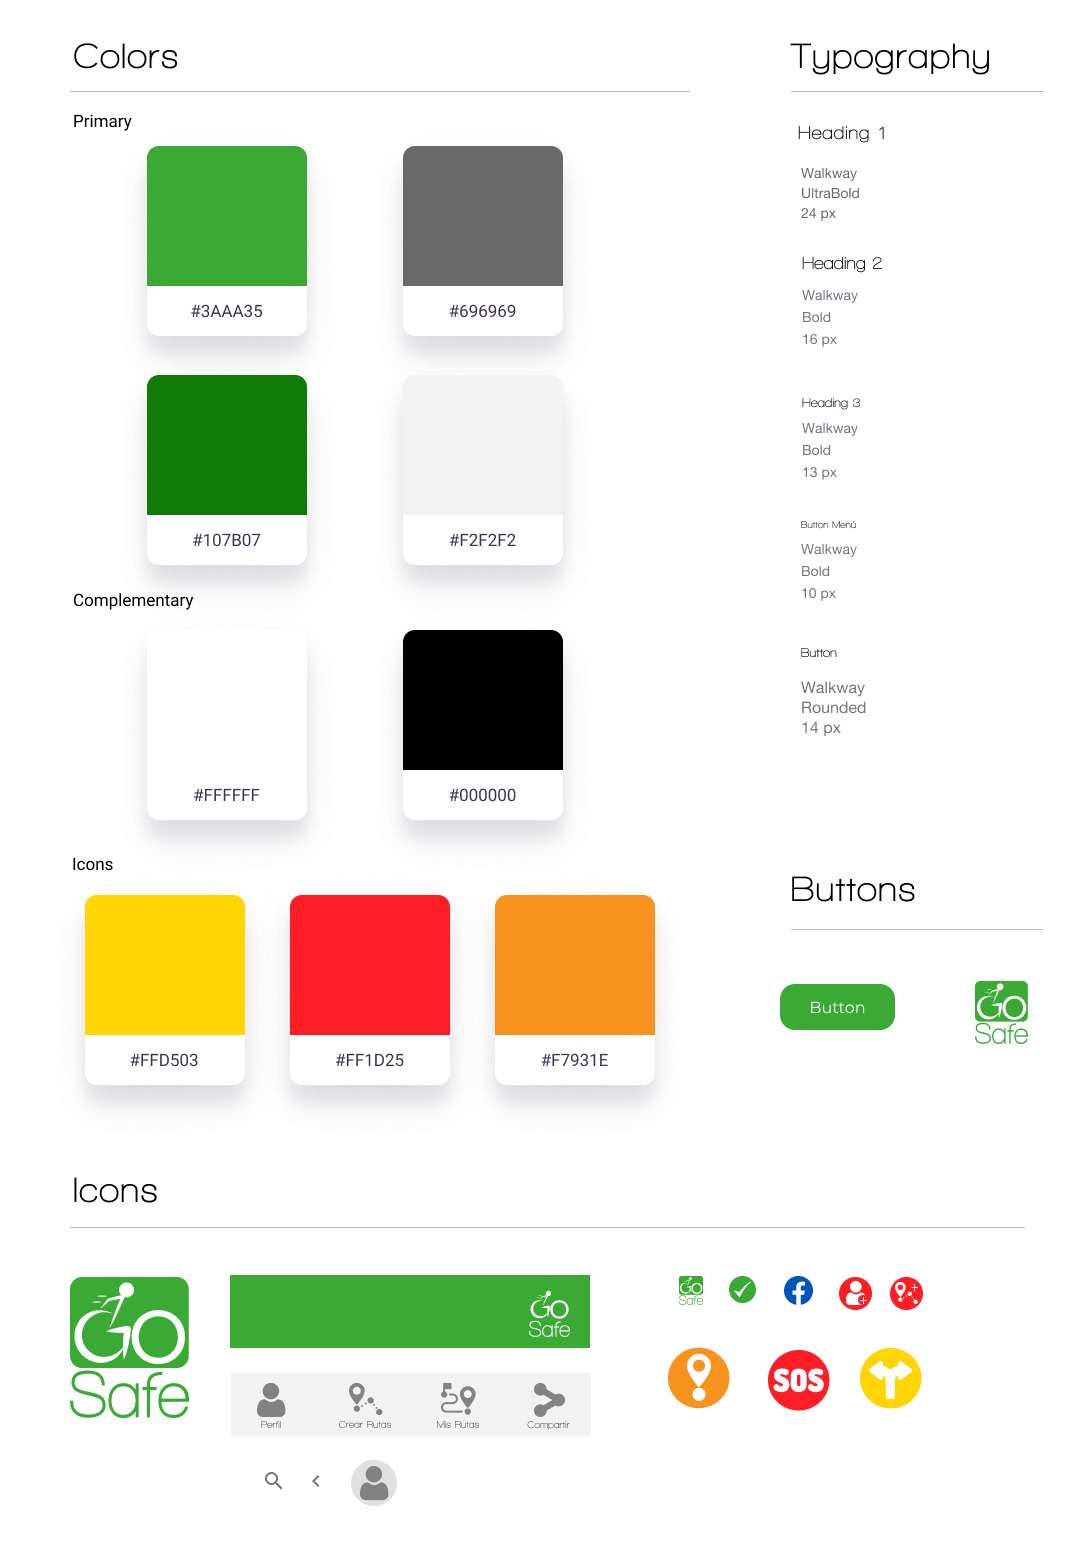 Colors
Primary
#3AAA35
#696969
#107B07
#F2F2F2
Complementary
#FFFFFF
#000000
Icons
#FFD503
#FF1D25
#F7931E
Typography
Heading 1
Walkway
UltraBold
24 px
Heading 2
Walkway
Bold
16 px
Heading 3
Walkway
Bold
13 px
Button Menú
Walkway
Bold
10 px
Button
Walkway
Rounded
14 px
Buttons
Button
Go
Safe
Icons
Go
Safe
Go
Safe
Perfil
Crear Rutas
Mis Rutas
Compartir
Go
Safe
SOS